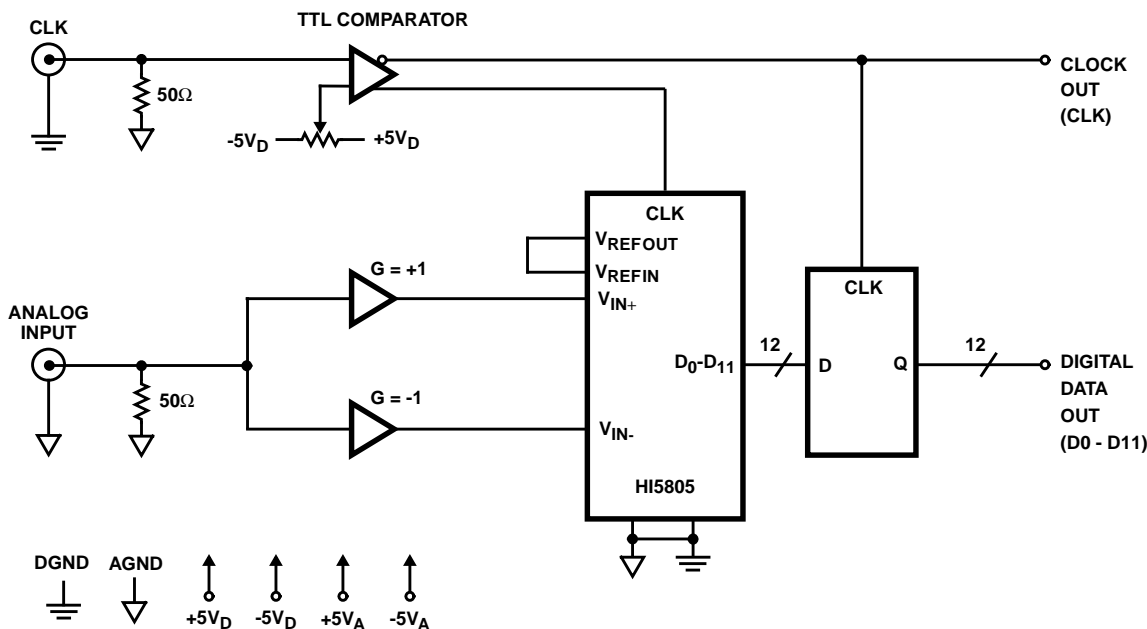 TTL COMPARATOR
CLK
50Ω
-5VD
+5VD
CLOCK
OUT
(CLK)
CLK
VREFOUT
VREFIN
VIN+
VIN-
D0-D11
HI5805
G = +1
G = -1
ANALOG
INPUT
50Ω
12
CLK
D
Q
12
DIGITAL
DATA
OUT
(D0 - D11)
DGND
AGND
+5VD
-5VD
+5VA
-5VA